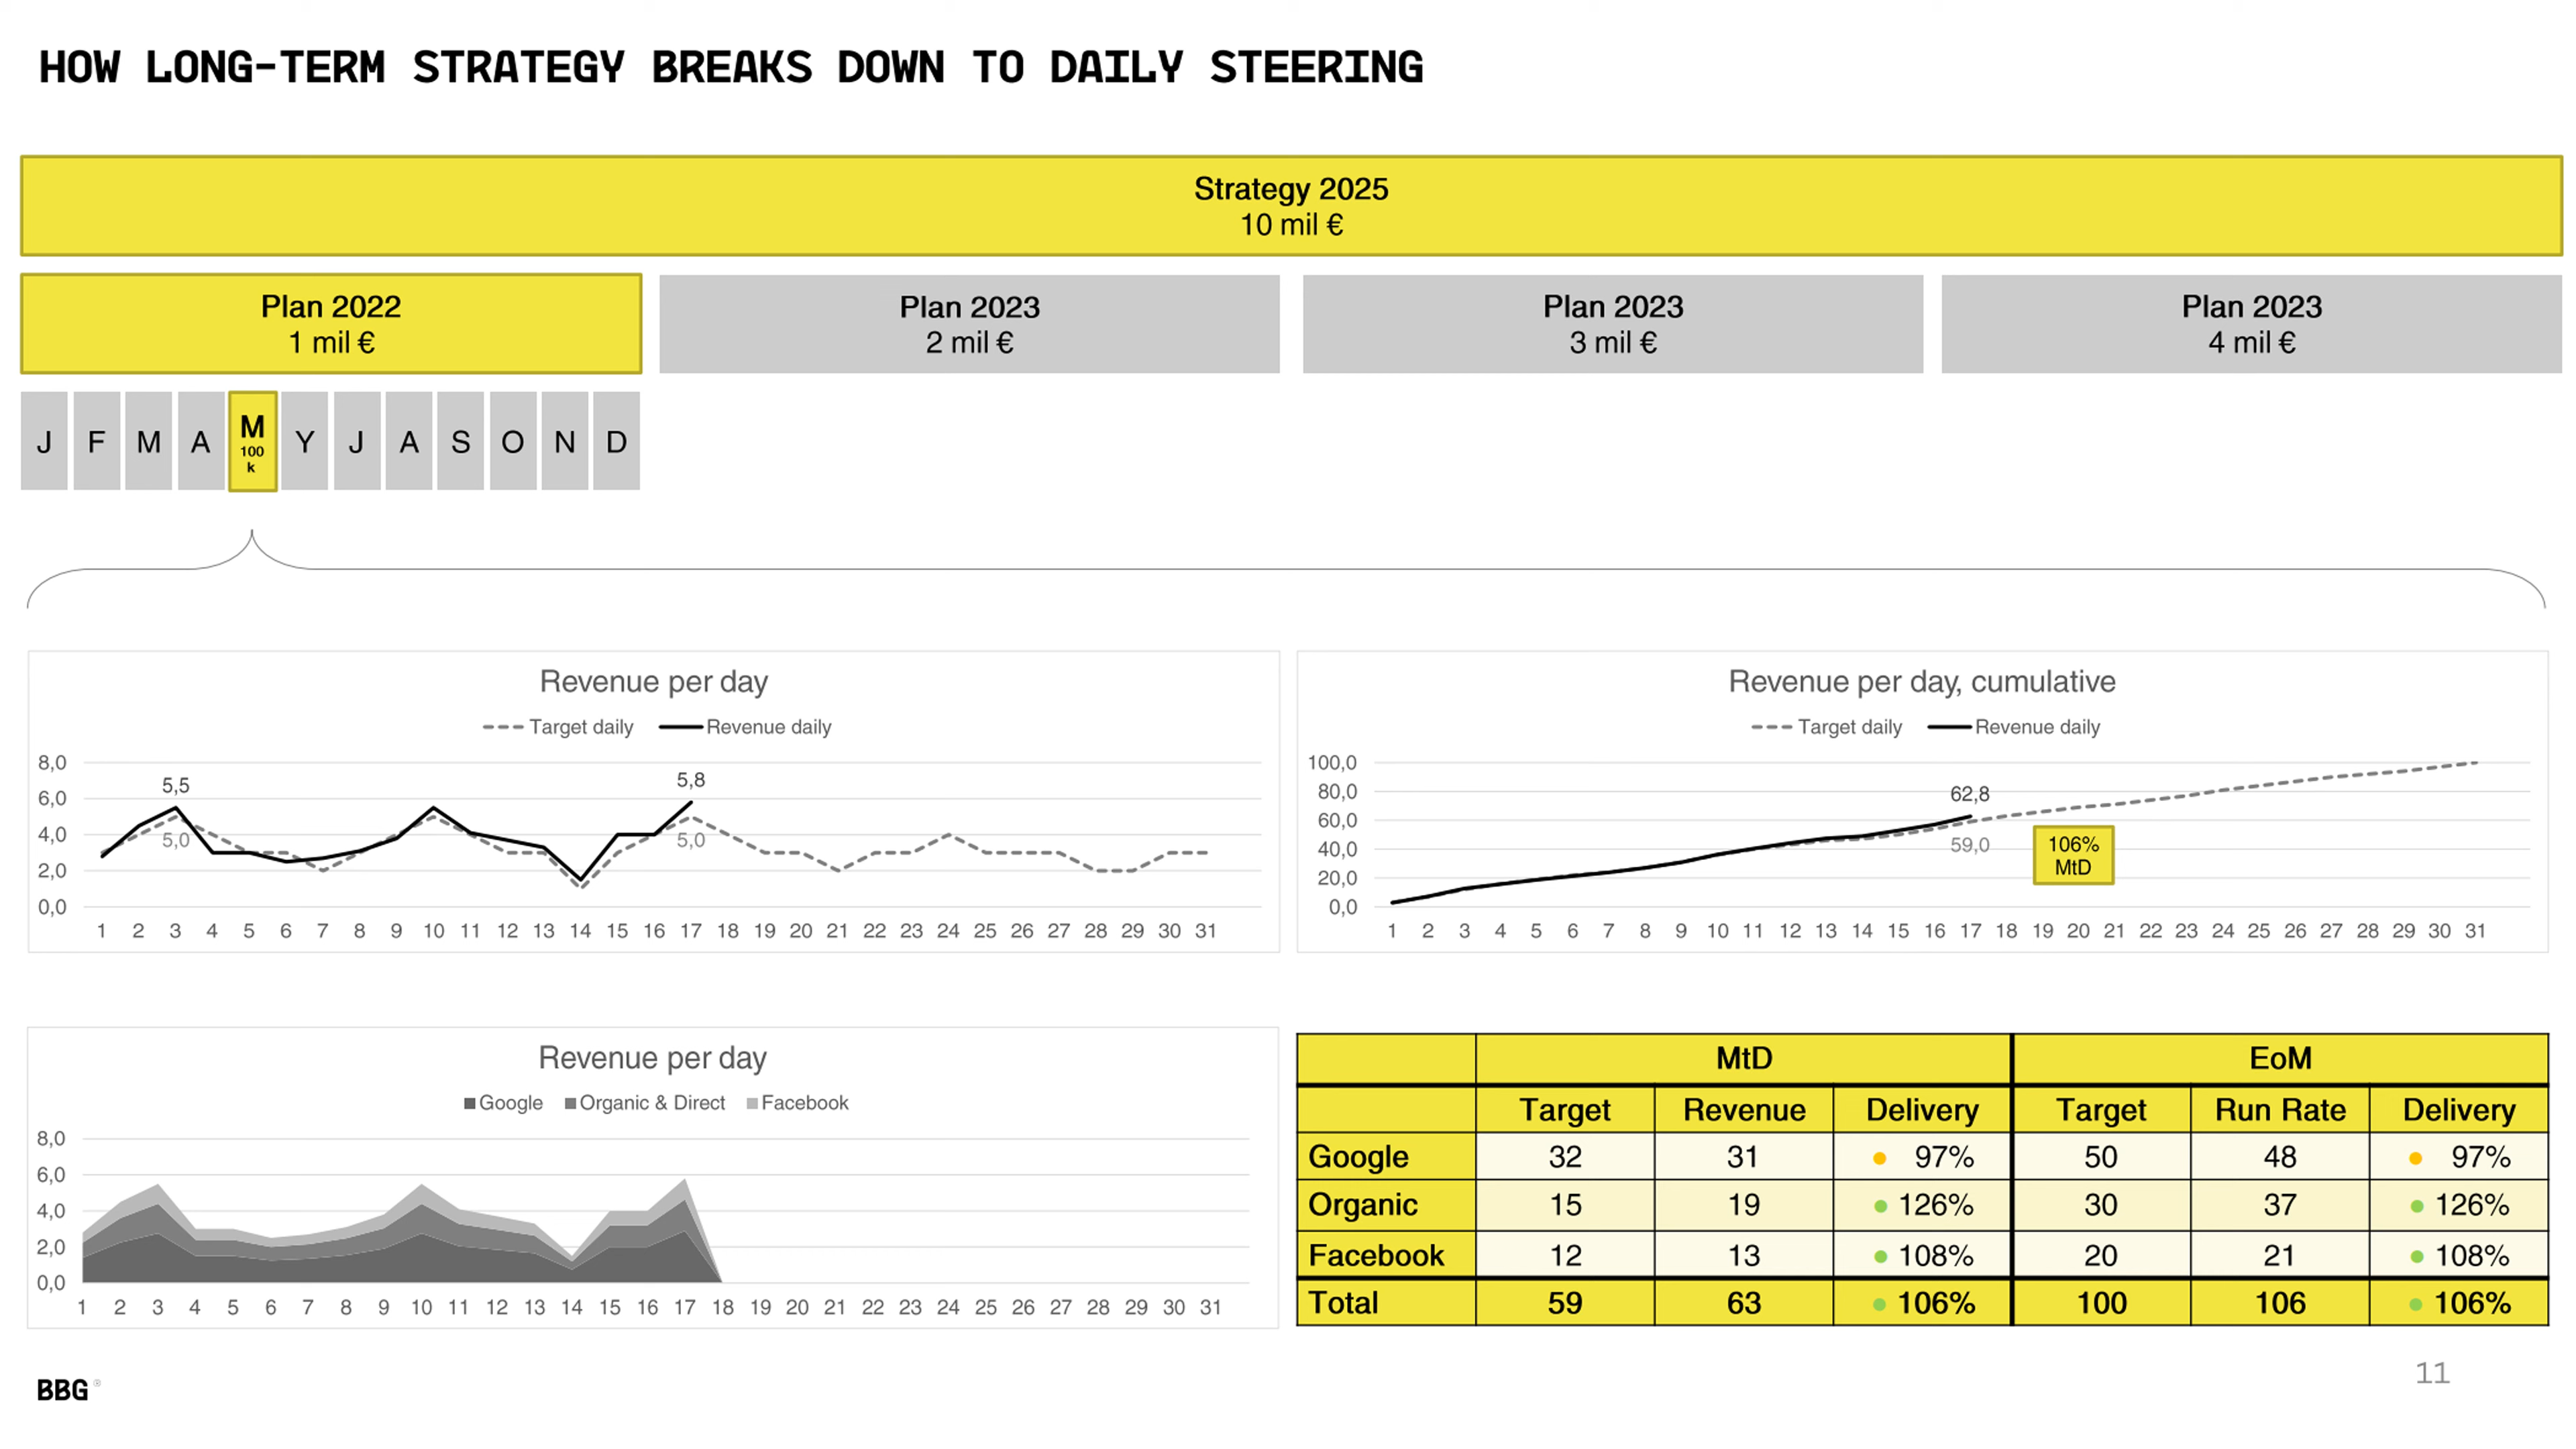 HOW LONG-TERM STRATEGY BREAKS DOWN TO DAILY STEERING
Strategy 2025
10 mil €
Plan 2022
1 mil €
Plan 2023
2 mil €
Plan 2023
3 mil €
Plan 2023
4 mil €
J F M A M Y J A S O N D
100
k
Revenue per day
Target daily Revenue daily
8,0
6,0
4,0
2,0
0,0
5,5
5,0
5,8
5,0
1 2 3 4 5 6 7 8 9 10 11 12 13 14 15 16 17 18 19 20 21 22 23 24 25 26 27 28 29 30 31
Revenue per day, cumulative
Target daily Revenue daily
100,0
80,0
60,0
40,0
20,0
0,0
62,8
59,0
106%
MtD
1 2 3 4 5 6 7 8 9 10 11 12 13 14 15 16 17 18 19 20 21 22 23 24 25 26 27 28 29 30 31
Revenue per day
Google Organic & Direct Facebook
8,0
6,0
4,0
2,0
0,0
1 2 3 4 5 6 7 8 9 10 11 12 13 14 15 16 17 18 19 20 21 22 23 24 25 26 27 28 29 30 31
MtD EoM
Target Revenue Delivery Target Run Rate Delivery
Google 32 31 97% 50 48 97%
Organic 15 19 126% 30 37 126%
Facebook 12 13 108% 20 21 108%
Total 59 63 106% 100 106 106%
BBG®
11